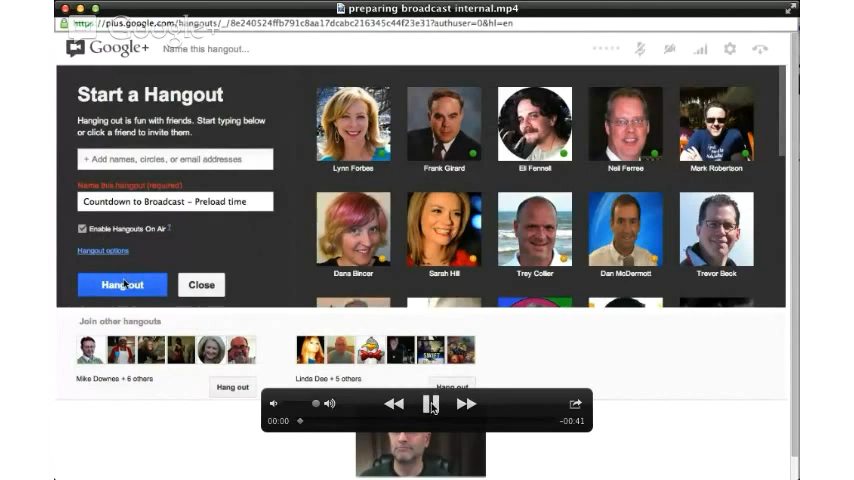 preparing broadcast internal.mp4
https://plus.google.com/hangouts/_/8e240524ffb791c8aa17dcabc216345c44f23e31?authuser=0&hl=en
Google+
Google+ Name this hangout...
Start a Hangout
Hanging out is fun with friends. Start typing below
or click a friend to invite them.
+ Add names, circles, or email addresses
Name this hangout (required)
Countdown to Broadcast - Preload time
Enable Hangouts On Air ?
Hangout options
Hangout Close
Lynn Forbes Frank Girard Eli Fennell Neil Ferree Mark Robertson
Dana Bincer Sarah Hill Trey Collier Dan McDermott Trevor Beck
Join other hangouts
Mike Downes + 6 others Linda Dee + 5 others
Hang out Hang out
00:00 -00:41